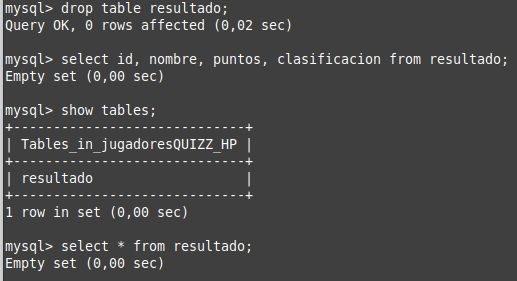 mysql> drop table resultado;
Query OK, 0 rows affected (0,02 sec)
mysql> select id, nombre, puntos, clasificacion from resultado;
Empty set (0,00 sec)
mysql> show tables;
+----------------------------+
| Tables_in_jugadoresQUIZZ_HP |
+----------------------------+
| resultado                   |
+----------------------------+
1 row in set (0,00 sec)
mysql> select * from resultado;
Empty set (0,00 sec)